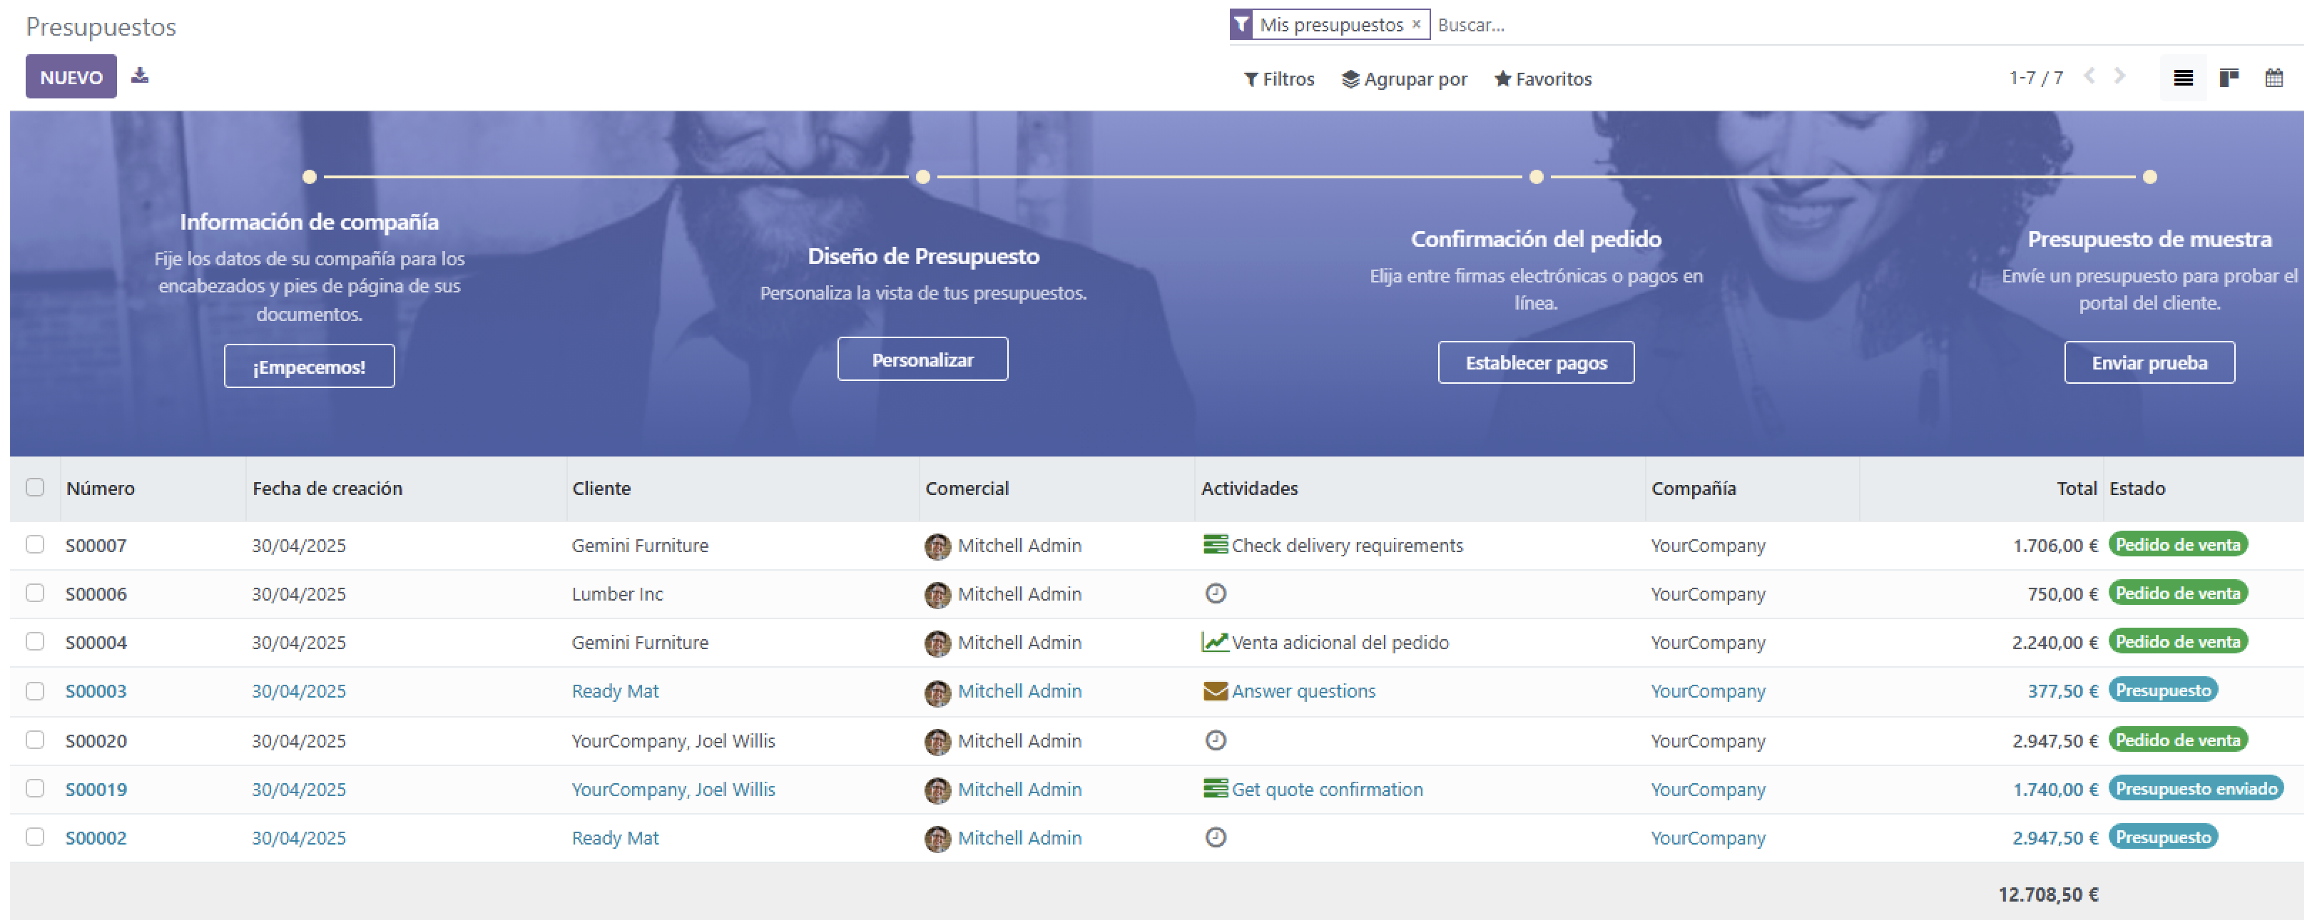 Presupuestos
Mis presupuestos × Buscar...
NUEVO
Filtros Agrupar por Favoritos
1-7 / 7
Información de compañía
Fije los datos de su compañía para los
encabezados y pies de página de sus
documentos.
¡Empecemos!
Diseño de Presupuesto
Personaliza la vista de tus presupuestos.
Personalizar
Confirmación del pedido
Elija entre firmas electrónicas o pagos en
línea.
Establecer pagos
Presupuesto de muestra
Envíe un presupuesto para probar el
portal del cliente.
Enviar prueba
Número Fecha de creación Cliente Comercial Actividades Compañía Total Estado
S00007 30/04/2025 Gemini Furniture Mitchell Admin Check delivery requirements YourCompany 1.706,00 € Pedido de venta
S00006 30/04/2025 Lumber Inc Mitchell Admin YourCompany 750,00 € Pedido de venta
S00004 30/04/2025 Gemini Furniture Mitchell Admin Venta adicional del pedido YourCompany 2.240,00 € Pedido de venta
S00003 30/04/2025 Ready Mat Mitchell Admin Answer questions YourCompany 377,50 € Presupuesto
S00020 30/04/2025 YourCompany, Joel Willis Mitchell Admin YourCompany 2.947,50 € Pedido de venta
S00019 30/04/2025 YourCompany, Joel Willis Mitchell Admin Get quote confirmation YourCompany 1.740,00 € Presupuesto enviado
S00002 30/04/2025 Ready Mat Mitchell Admin YourCompany 2.947,50 € Presupuesto
12.708,50 €